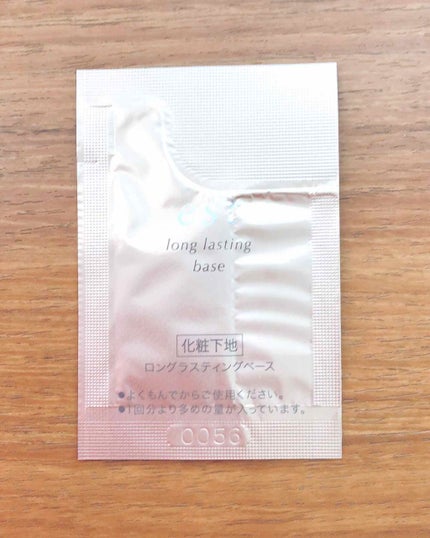 long lasting
base
化粧下地
ロングラスティングベース
●よくもんでからご使用ください。
●1回分より多めの量が入っています。
0056